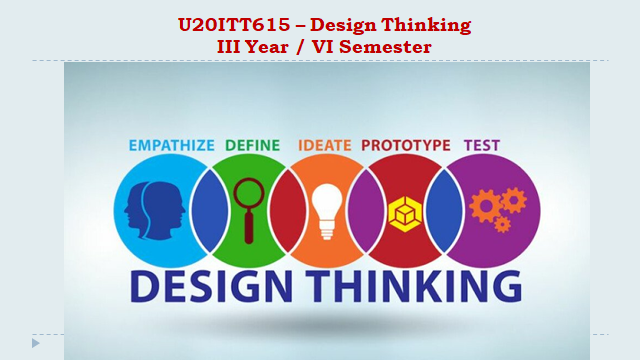 U20ITT615 – Design Thinking
III Year / VI Semester
EMPATHIZE DEFINE IDEATE PROTOTYPE TEST
DESIGN THINKING